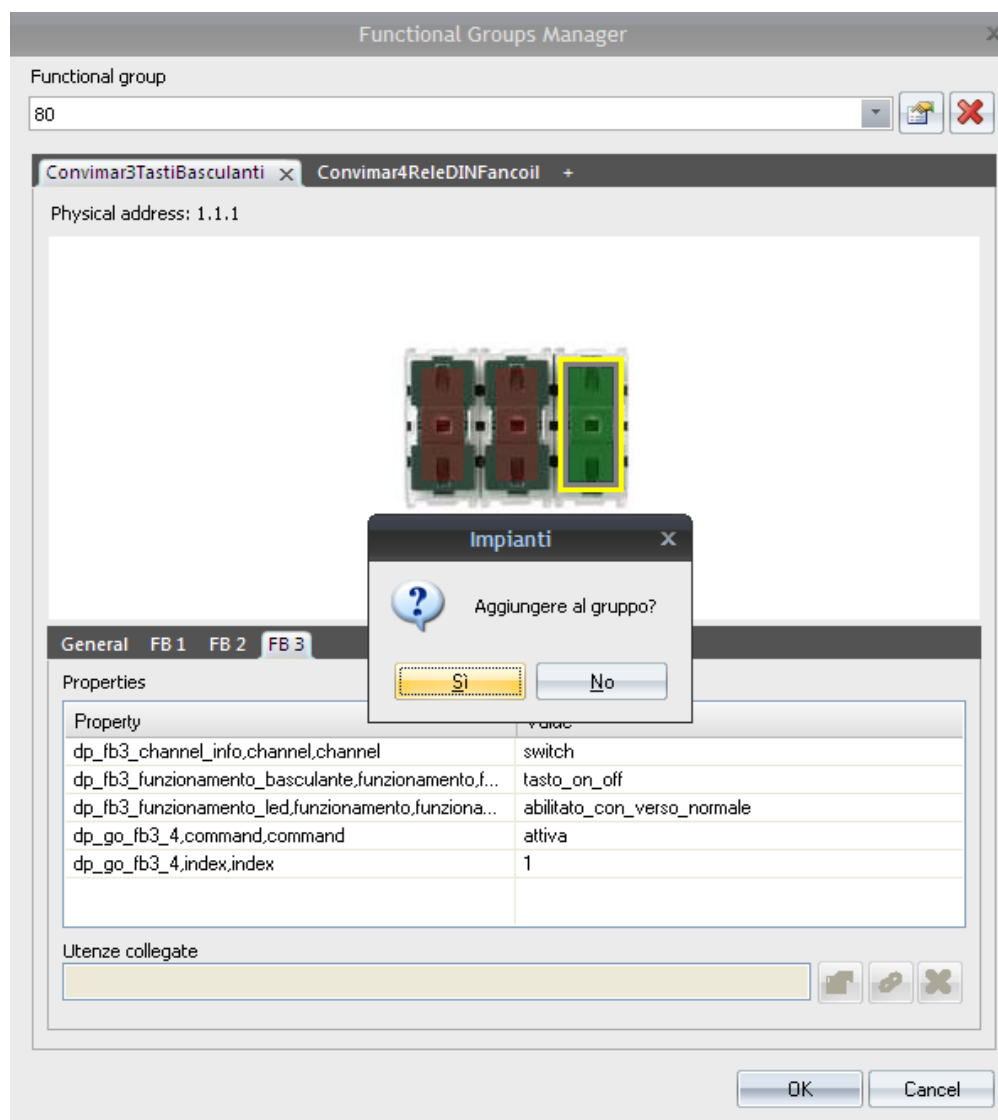 Functional Groups Manager
Functional group
80
Convimar3TastiBasculanti x Convimar4ReleDINFancoil +
Physical address: 1.1.1
Impianti x
Aggiungere al gruppo?
Sì No
General FB 1 FB 2 FB 3
Properties
Property
dp_fb3_channel_info,channel,channel switch
dp_fb3_funzionamento_basculante,funzionamento,f... tasto_on_off
dp_fb3_funzionamento_led,funzionamento,funziona... abilitato_con_verso_normale
dp_go_fb3_4,command,command attiva
dp_go_fb3_4,index,index 1
Utenze collegate
OK Cancel